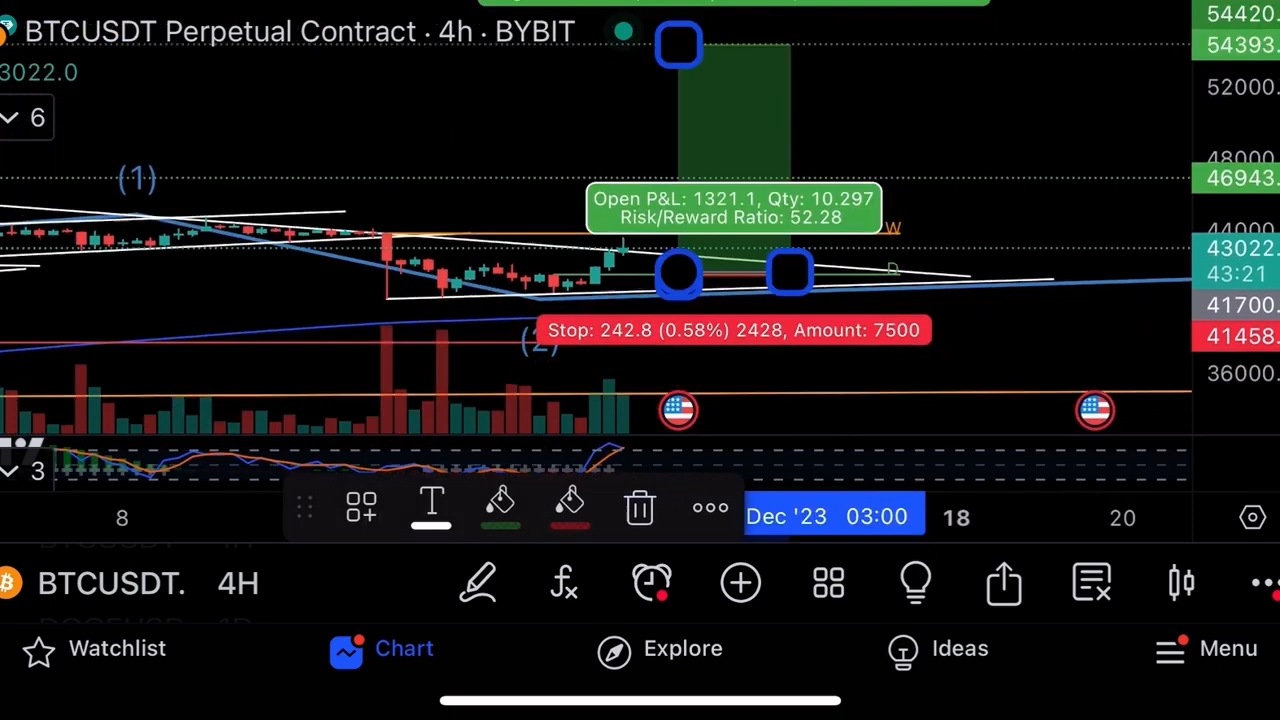 BTCUSDT Perpetual Contract · 4h · BYBIT
54420.
54393.
3022.0
52000.
6
(1)
48000.
46943.
Open P&L: 1321.1, Qty: 10.297
Risk/Reward Ratio: 52.28
W
44000.
43022.
D
43:21
41700.
Stop: 242.8 (0.58%) 2428, Amount: 7500
41458.
(2)
36000.
3
8
T
Dec '23 03:00
18
20
BTCUSDT. 4H
Watchlist
Chart
Explore
Ideas
Menu